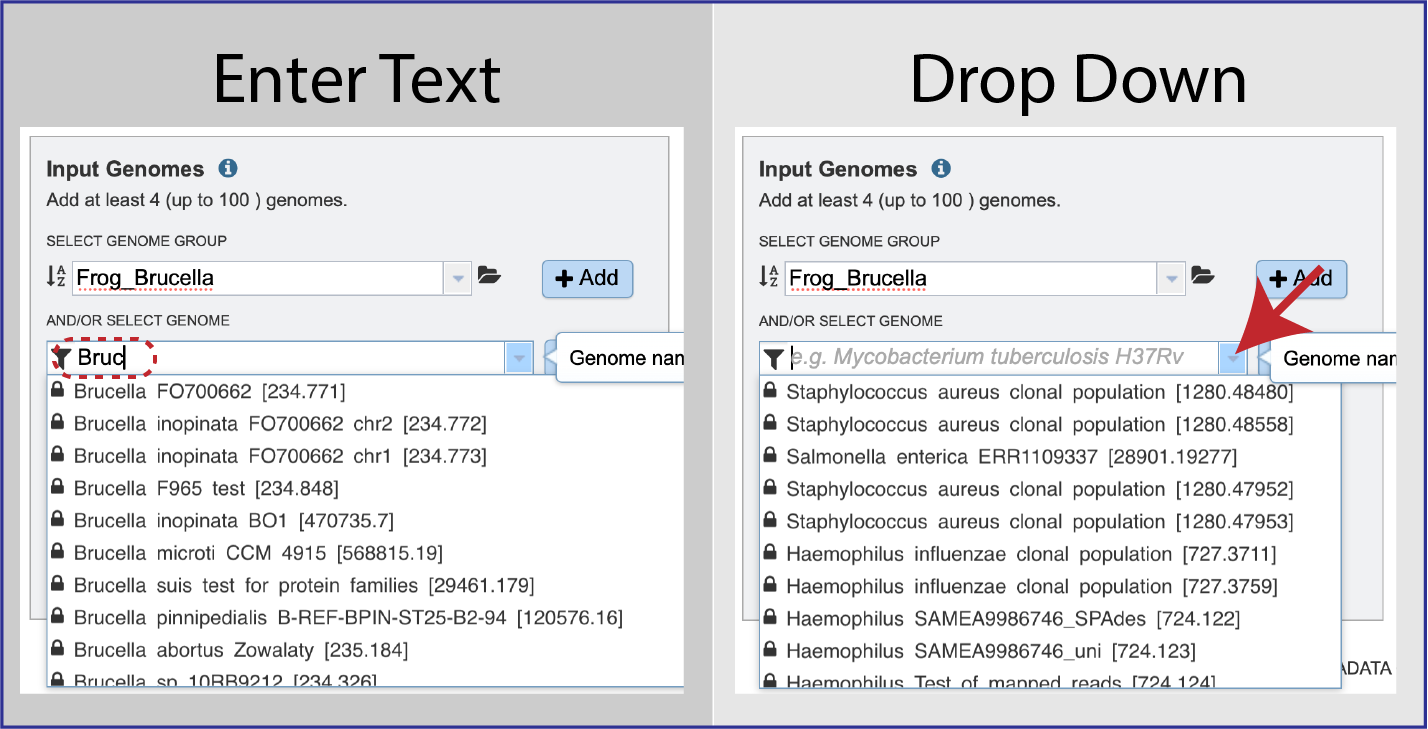 Enter Text
Input Genomes
Add at least 4 (up to 100 ) genomes.
SELECT GENOME GROUP
Frog_Brucella
Add
AND/OR SELECT GENOME
Bruc
Genome nam
Brucella FO700662 [234.771]
Brucella inopinata FO700662 chr2 [234.772]
Brucella inopinata FO700662 chr1 [234.773]
Brucella F965 test [234.848]
Brucella inopinata BO1 [470735.7]
Brucella microti CCM 4915 [568815.19]
Brucella suis test for protein families [29461.179]
Brucella pinnipedialis B-REF-BPIN-ST25-B2-94 [120576.16]
Brucella abortus Zowalaty [235.184]
Brucella sp. 10RB9212 [234.326]
Drop Down
Input Genomes
Add at least 4 (up to 100 ) genomes.
SELECT GENOME GROUP
Frog_Brucella
Add
AND/OR SELECT GENOME
e.g. Mycobacterium tuberculosis H37Rv
Genome nam
Staphylococcus aureus clonal population [1280.48480]
Staphylococcus aureus clonal population [1280.48558]
Salmonella enterica ERR1109337 [28901.19277]
Staphylococcus aureus clonal population [1280.47952]
Staphylococcus aureus clonal population [1280.47953]
Haemophilus influenzae clonal population [727.3711]
Haemophilus influenzae clonal population [727.3759]
Haemophilus SAMEA9986746_SPAdes [724.122]
Haemophilus SAMEA9986746_uni [724.123]
Haemophilus Test of mapped reads [724.124]
ADATA